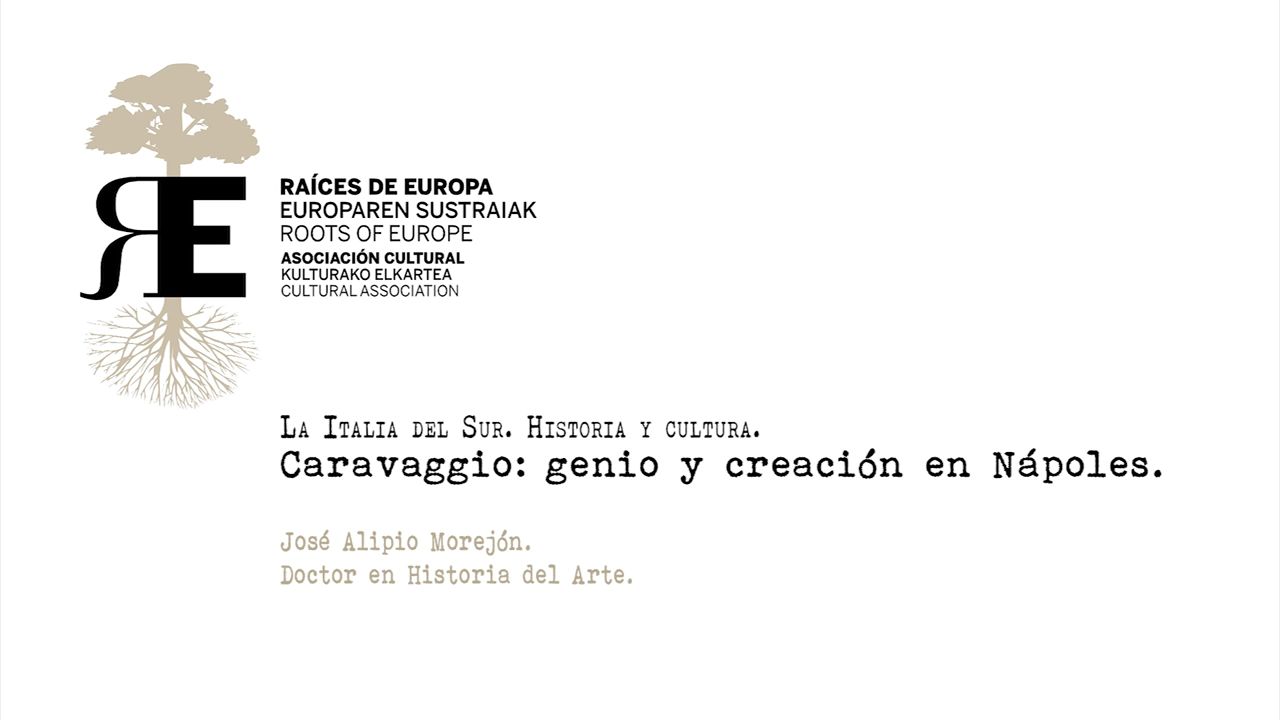 RE
RAÍCES DE EUROPA
EUROPAREN SUSTRAIAK
ROOTS OF EUROPE
ASOCIACIÓN CULTURAL
KULTURAKO ELKARTEA
CULTURAL ASSOCIATION
La Italia del Sur. Historia y cultura.
Caravaggio: genio y creación en Nápoles.
José Alipio Morejón.
Doctor en Historia del Arte.